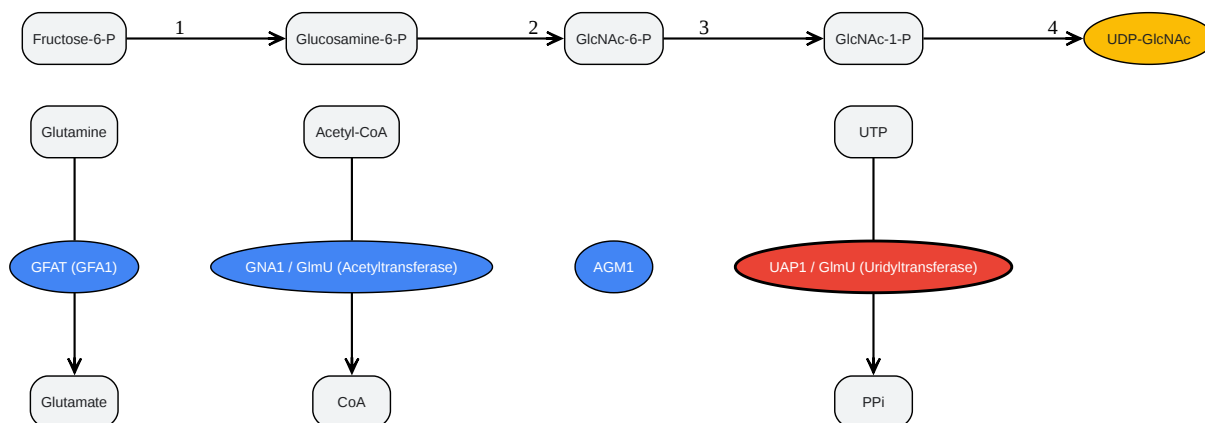 Fructose-6-P
1
Glucosamine-6-P
2
GlcNAc-6-P
3
GlcNAc-1-P
4
UDP-GlcNAc
Glutamine
Acetyl-CoA
UTP
GFAT (GFA1)
GNA1 / GlmU (Acetyltransferase)
AGM1
UAP1 / GlmU (Uridyltransferase)
Glutamate
CoA
PPi